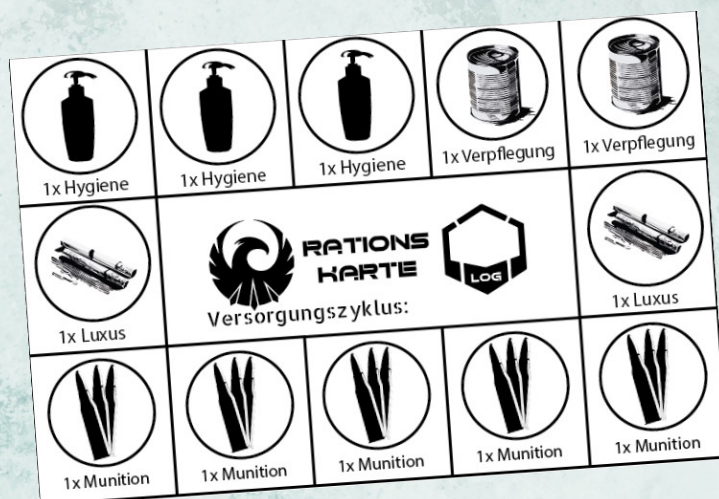 1x Hygiene
1x Hygiene
1x Hygiene
1x Verpflegung
1x Verpflegung
1x Luxus
RATIONS
KARTE
LOG
Versorgungszyklus:
1x Luxus
1x Munition
1x Munition
1x Munition
1x Munition
1x Munition